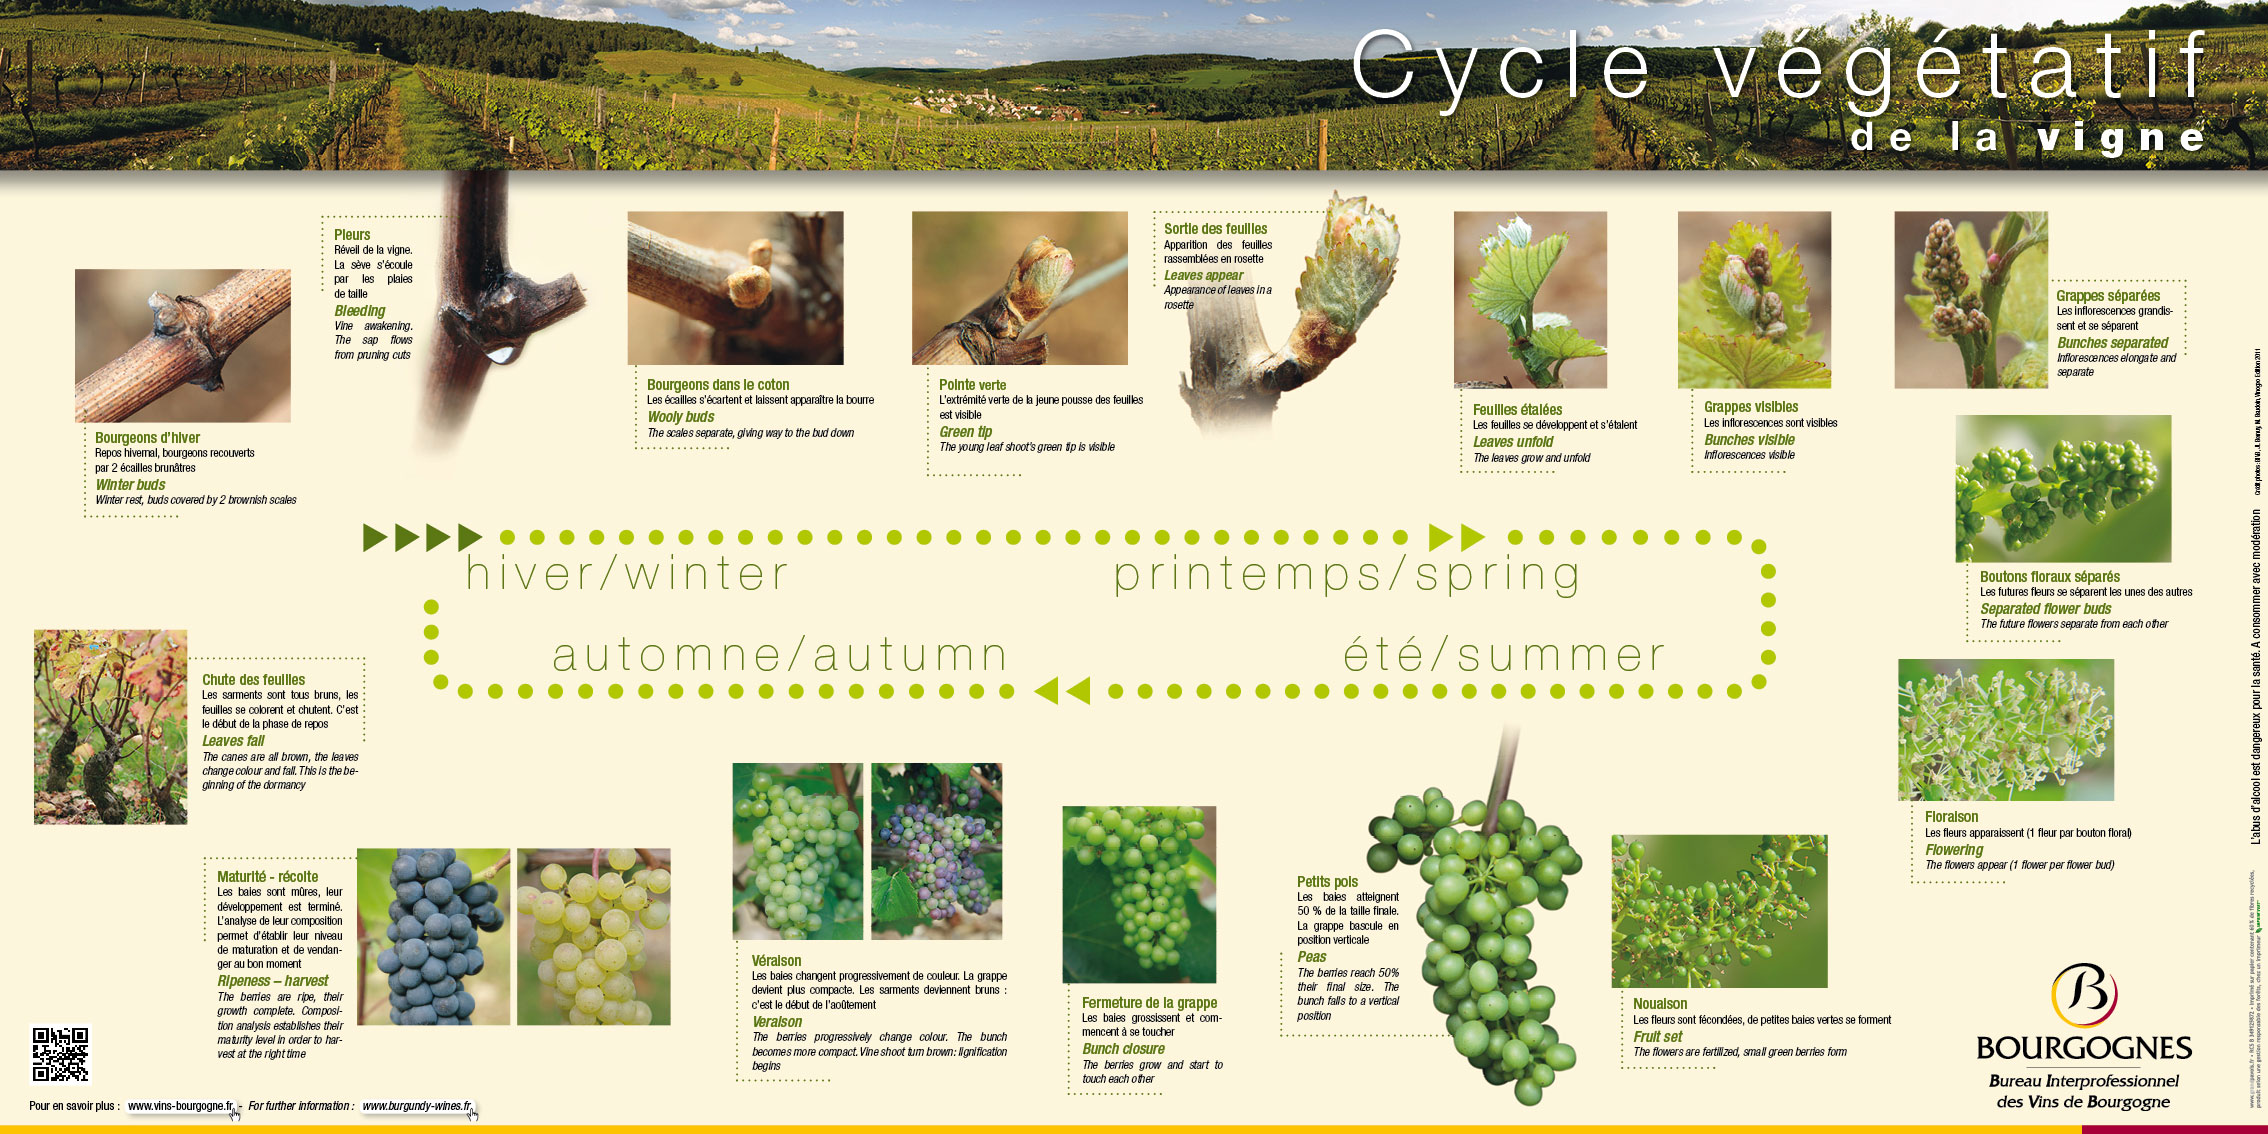 Cycle végétatif
de la vigne
Bourgeons d'hiver
Repos hivernal, bourgeons recouverts
par 2 écailles brunâtres
Winter buds
Winter rest, buds covered by 2 brownish scales
Pleurs
Réveil de la vigne.
La sève s'écoule
par les plaies
de taille
Bleeding
Vine awakening.
The sap flows
from pruning cuts
Bourgeons dans le coton
Les écailles s'écartent et laissent apparaître la bourre
Wooly buds
The scales separate, giving way to the bud down
Pointe verte
L'extrémité verte de la jeune pousse des feuilles
est visible
Green tip
The young leaf shoot's green tip is visible
Sortie des feuilles
Apparition des feuilles
rassemblées en rosette
Leaves appear
Appearance of leaves in a
rosette
Feuilles étalées
Les feuilles se développent et s'étalent
Leaves unfold
The leaves grow and unfold
Grappes visibles
Les inflorescences sont visibles
Bunches visible
Inflorescences visible
Grappes séparées
Les inflorescences grandis-
sent et se séparent
Bunches separated
Inflorescences elongate and
separate
Boutons floraux séparés
Les futures fleurs se séparent les unes des autres
Separated flower buds
The future flowers separate from each other
hiver/winter
printemps/spring
automne/autumn
été/summer
Floraison
Les fleurs apparaissent (1 fleur par bouton floral)
Flowering
The flowers appear (1 flower per flower bud)
Nouaison
Les fleurs sont fécondées, de petites baies vertes se forment
Fruit set
The flowers are fertilized, small green berries form
Petits pois
Les baies atteignent
50 % de la taille finale.
La grappe bascule en
position verticale
Peas
The berries reach 50%
their final size. The
bunch falls to a vertical
position
Fermeture de la grappe
Les baies grossissent et com-
mencent à se toucher
Bunch closure
The berries grow and start to
touch each other
Véraison
Les baies changent progressivement de couleur. La grappe
devient plus compacte. Les sarments deviennent bruns :
c'est le début de l'aoûtement
Veraison
The berries progressively change colour. The bunch
becomes more compact. Vine shoot turn brown: lignification
begins
Maturité - récolte
Les baies sont mûres, leur
développement est terminé.
L'analyse de leur composition
permet d'établir leur niveau
de maturation et de vendan-
ger au bon moment
Ripeness – harvest
The berries are ripe, their
growth complete. Composi-
tion analysis establishes their
maturity level in order to har-
vest at the right time
Chute des feuilles
Les sarments sont tous bruns, les
feuilles se colorent et chutent. C'est
le début de la phase de repos
Leaves fall
The canes are all brown, the leaves
change colour and fall. This is the be-
ginning of the dormancy
Pour en savoir plus : www.vins-bourgogne.fr - For further information : www.burgundy-wines.fr
B
BOURGOGNES
Bureau Interprofessionnel
des Vins de Bourgogne
L'abus d'alcool est dangereux pour la santé. A consommer avec modération